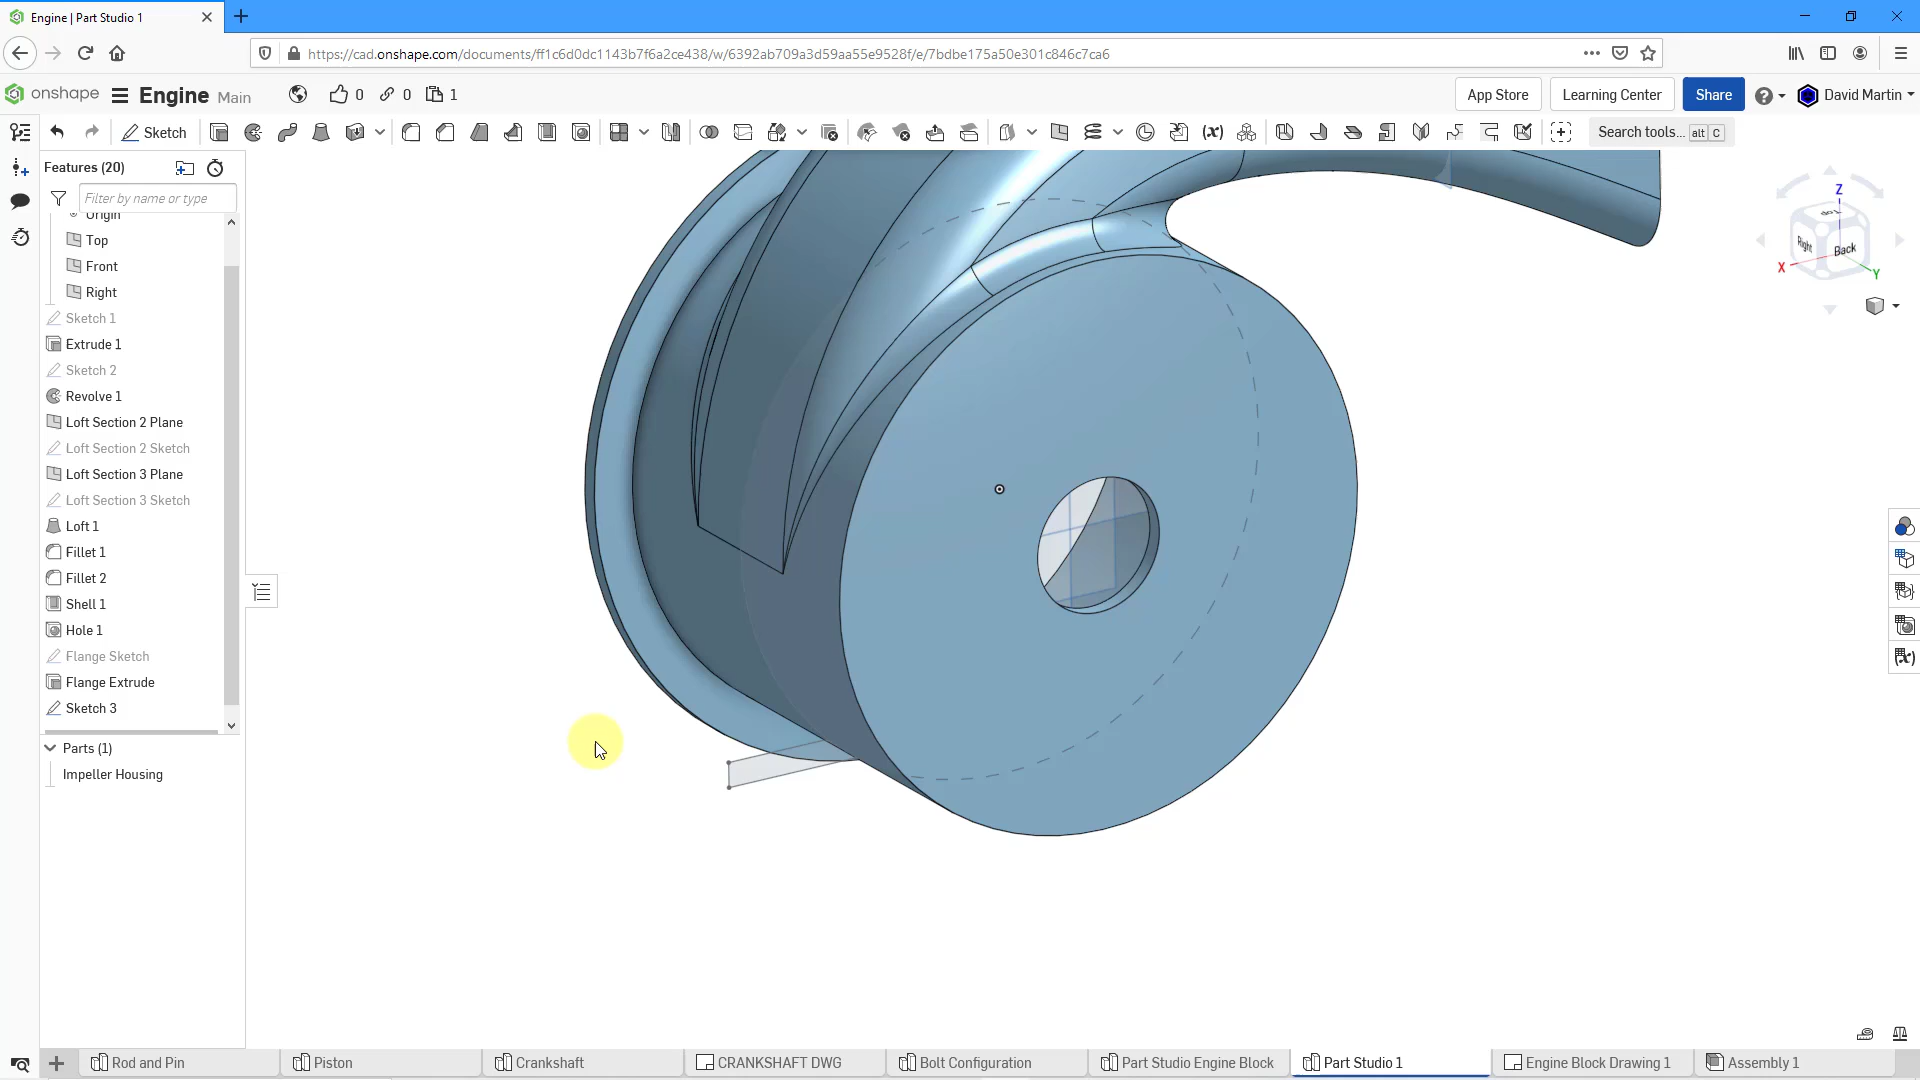 Engine | Part Studio 1
https://cad.onshape.com/documents/ff1c6d0dc1143b7f6a2ce438/w/6392ab709a3d59aa55e9528f/e/7bdbe175a50e301c846c7ca6
onshape Engine Main 0 0 1 App Store Learning Center Share David Martin
Sketch (x) Search tools... alt C
Features (20)
Filter by name or type
Origin
Top
Front
Right
Sketch 1
Extrude 1
Sketch 2
Revolve 1
Loft Section 2 Plane
Loft Section 2 Sketch
Loft Section 3 Plane
Loft Section 3 Sketch
Loft 1
Fillet 1
Fillet 2
Shell 1
Hole 1
Flange Sketch
Flange Extrude
Sketch 3
Parts (1)
Impeller Housing
Z
Top
Right Back
X Y
(x)
Rod and Pin Piston Crankshaft CRANKSHAFT DWG Bolt Configuration Part Studio Engine Block Part Studio 1 Engine Block Drawing 1 Assembly 1